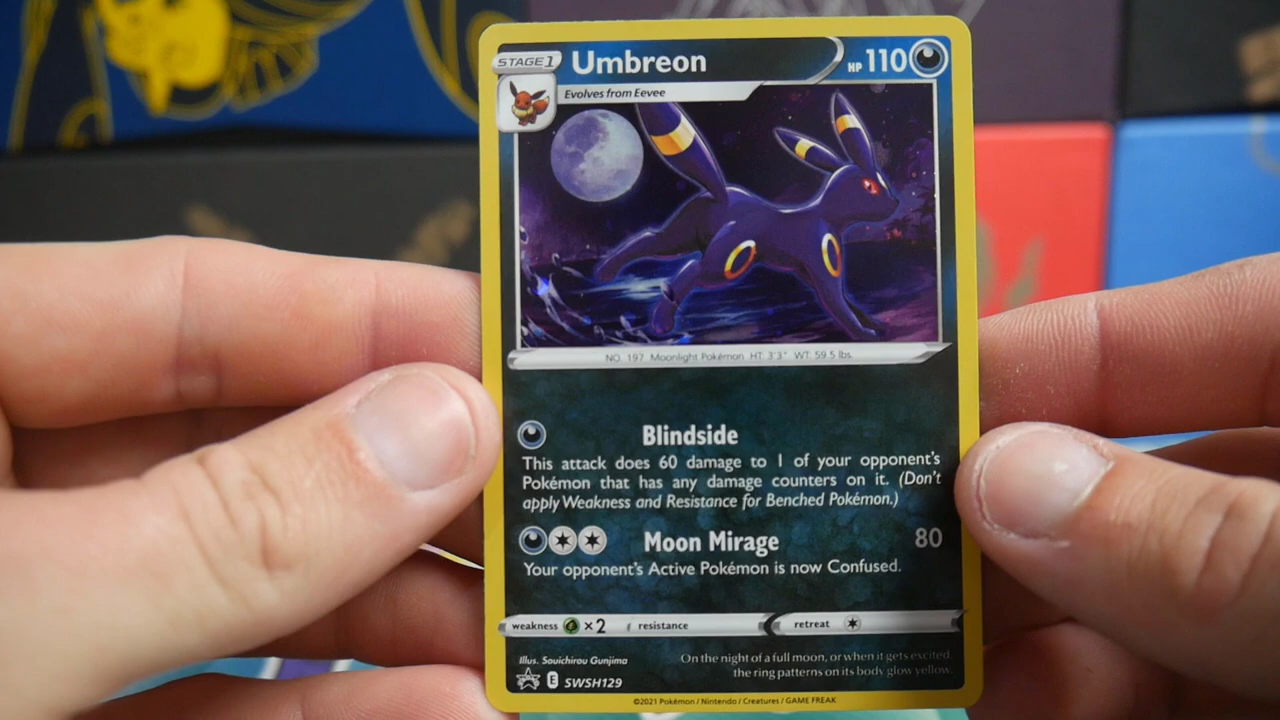 STAGE1 Umbreon HP 110
Evolves from Eevee
NO. 197 Moonlight Pokémon HT: 3'3" WT: 59.5 lbs.
Blindside
This attack does 60 damage to 1 of your opponent's
Pokémon that has any damage counters on it. (Don't
apply Weakness and Resistance for Benched Pokémon.)
Moon Mirage 80
Your opponent's Active Pokémon is now Confused.
weakness ×2 resistance retreat
Illus. Souichirou Gunjima
On the night of a full moon, or when it gets excited,
the ring patterns on its body glow yellow.
E SWSH129
©2021 Pokémon / Nintendo / Creatures / GAME FREAK